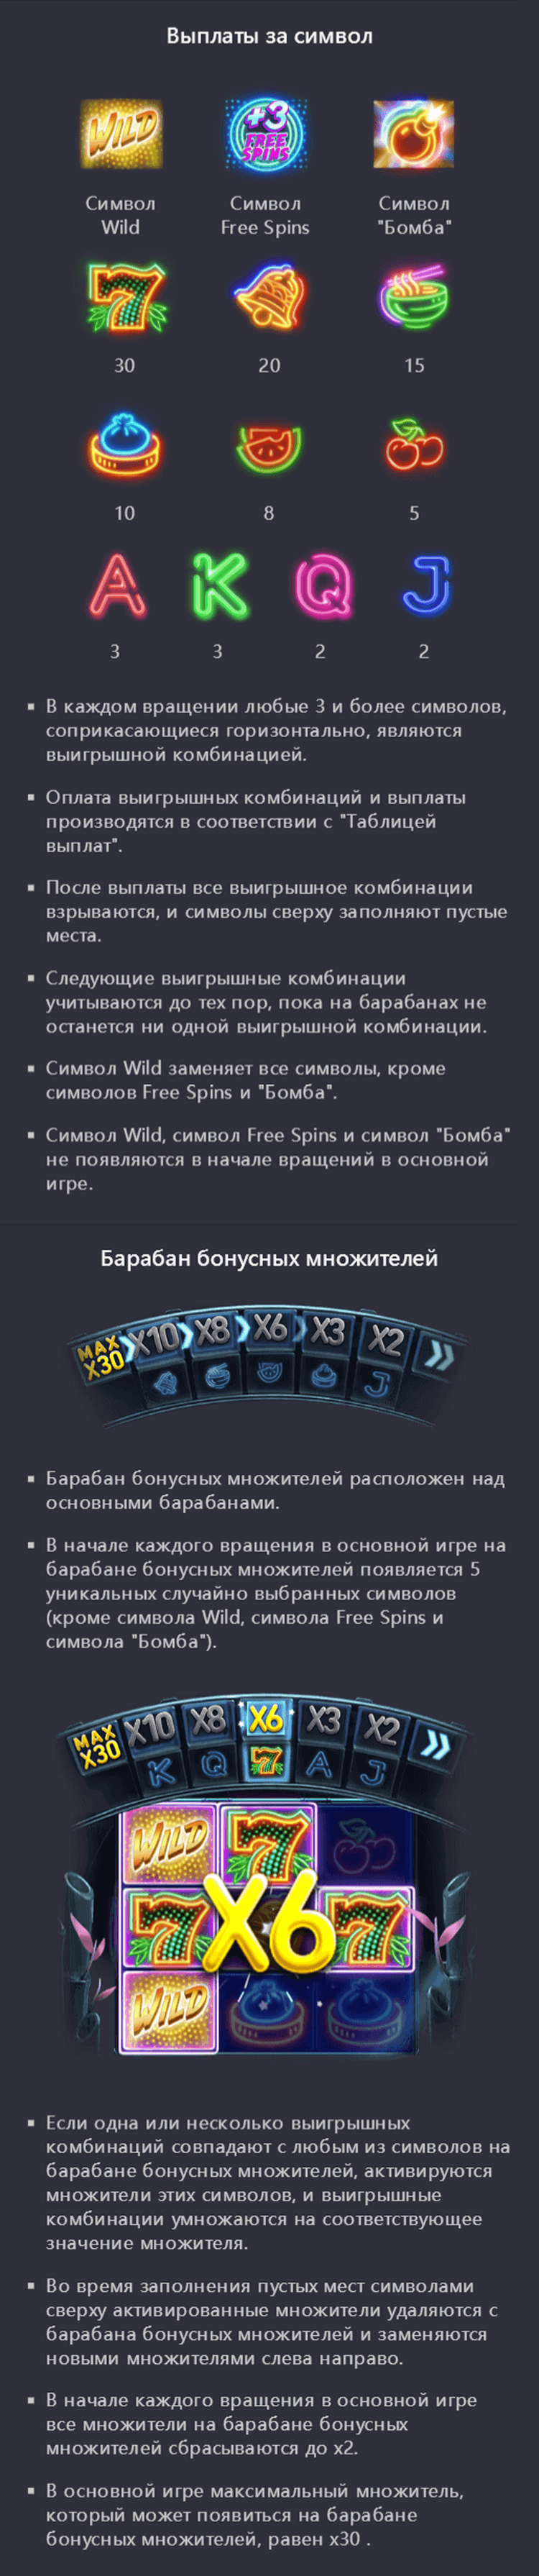 Выплаты за символ
WILD
+3
FREE
SPINS
Символ Символ Символ
Wild Free Spins "Бомба"
7
30 20 15
10 8 5
A K Q J
3 3 2 2
▪ В каждом вращении любые 3 и более символов,
соприкасающиеся горизонтально, являются
выигрышной комбинацией.
▪ Оплата выигрышных комбинаций и выплаты
производятся в соответствии с "Таблицей
выплат".
▪ После выплаты все выигрышное комбинации
взрываются, и символы сверху заполняют пустые
места.
▪ Следующие выигрышные комбинации
учитываются до тех пор, пока на барабанах не
останется ни одной выигрышной комбинации.
▪ Символ Wild заменяет все символы, кроме
символов Free Spins и "Бомба".
▪ Символ Wild, символ Free Spins и символ "Бомба"
не появляются в начале вращений в основной
игре.
Барабан бонусных множителей
MAX X30 X10 X8 X6 X3 X2
J
▪ Барабан бонусных множителей расположен над
основными барабанами.
▪ В начале каждого вращения в основной игре на
барабане бонусных множителей появляется 5
уникальных случайно выбранных символов
(кроме символа Wild, символа Free Spins и
символа "Бомба").
MAX X30 X10 X8 X6 X3 X2
K Q 7 A J
WILD 7
7 X6 7
WILD
▪ Если одна или несколько выигрышных
комбинаций совпадают с любым из символов на
барабане бонусных множителей, активируются
множители этих символов, и выигрышные
комбинации умножаются на соответствующее
значение множителя.
▪ Во время заполнения пустых мест символами
сверху активированные множители удаляются с
барабана бонусных множителей и заменяются
новыми множителями слева направо.
▪ В начале каждого вращения в основной игре
все множители на барабане бонусных
множителей сбрасываются до x2.
▪ В основной игре максимальный множитель,
который может появиться на барабане
бонусных множителей, равен x30 .